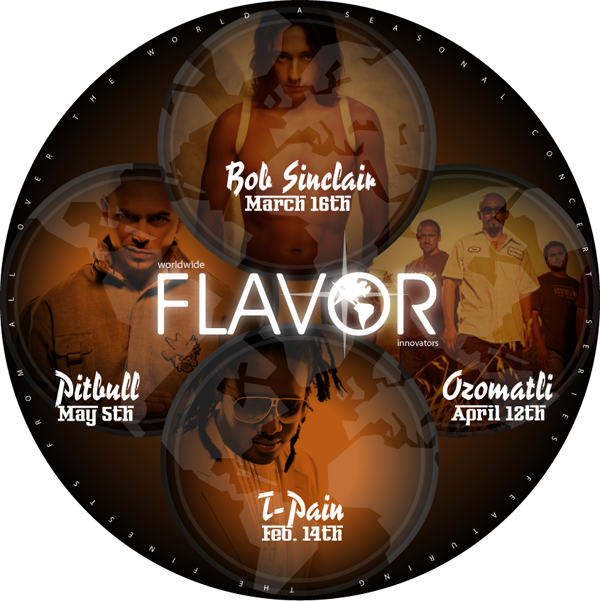 A SEASONAL CONCERT SERIES FEATURING THE FINESTS FROM ALL OVER THE WORLD
Bob Sinclair
March 16th
worldwide
FLAVOR
innovators
Pitbull
May 5th
Ozomatli
April 12th
T-Pain
Feb. 14th